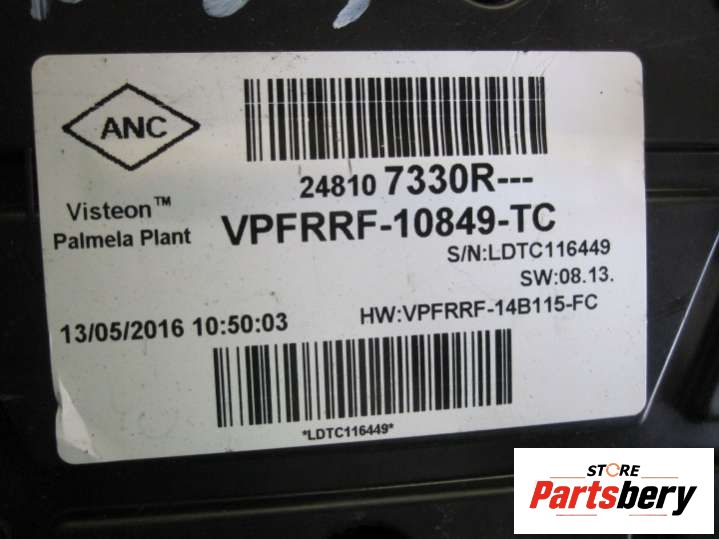 ANC
24810 7330R---
Visteon™
Palmela Plant
VPFRRF-10849-TC
S/N:LDTC116449
SW:08.13.
13/05/2016 10:50:03
HW:VPFRRF-14B115-FC
*LDTC116449*
STORE
Partsbery